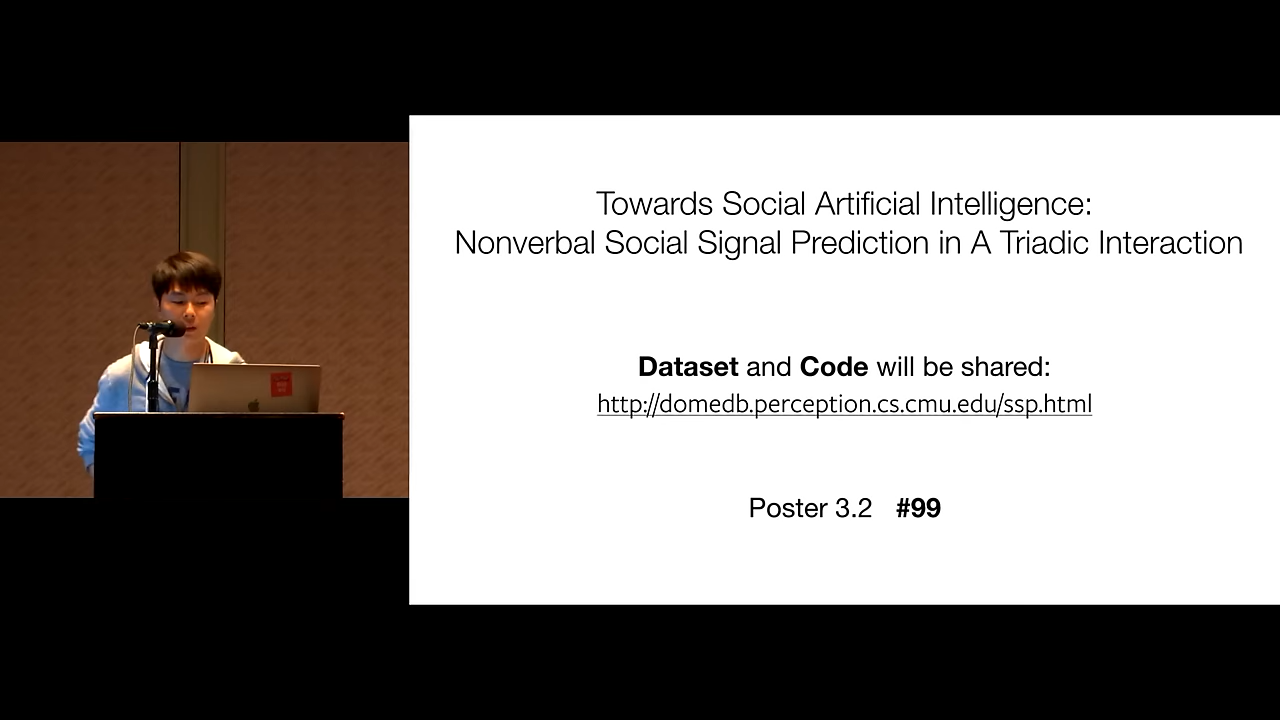 Towards Social Artificial Intelligence:
Nonverbal Social Signal Prediction in A Triadic Interaction
Dataset and Code will be shared:
http://domedb.perception.cs.cmu.edu/ssp.html
Poster 3.2 #99